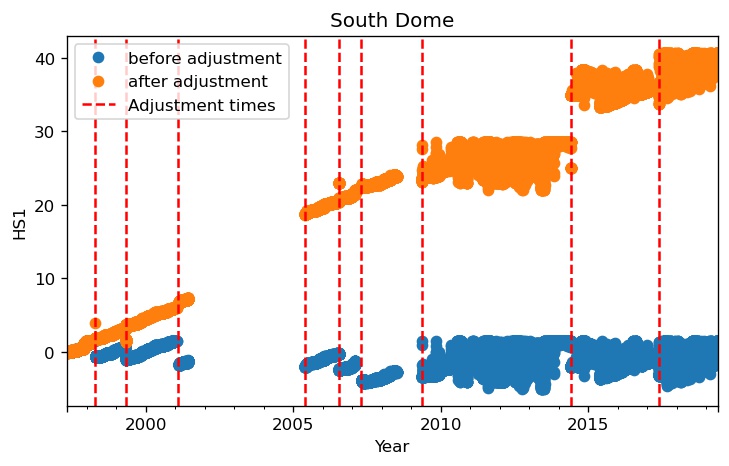 South Dome
before adjustment
after adjustment
Adjustment times
HS1
40
30
20
10
0
2000
2005
2010
2015
Year